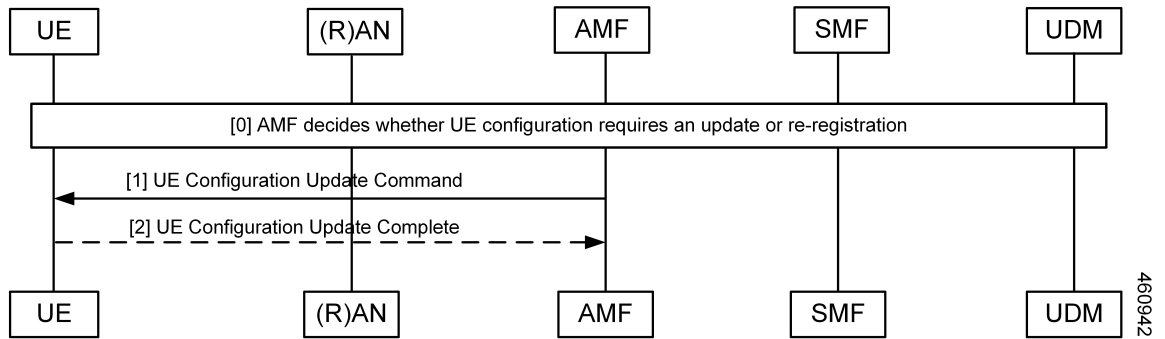 UE
(R)AN
AMF
SMF
UDM
[0] AMF decides whether UE configuration requires an update or re-registration
[1] UE Configuration Update Command
[2] UE Configuration Update Complete
UE
(R)AN
AMF
SMF
UDM
460942